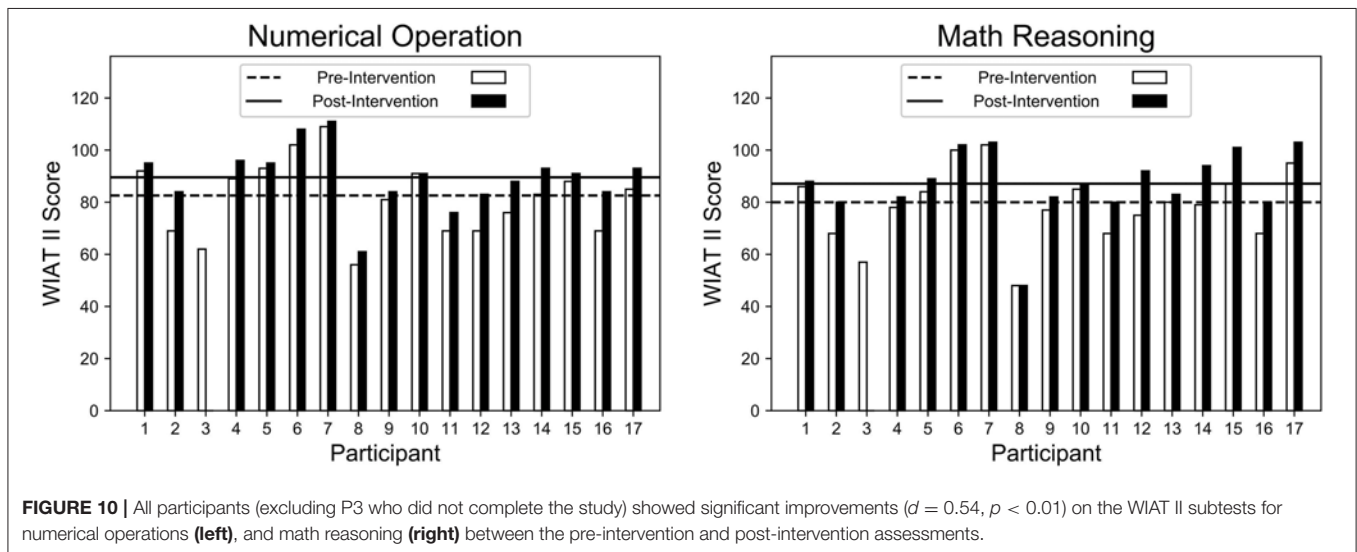 Numerical Operation
Pre-Intervention
Post-Intervention
120
100
80
60
40
20
0
WIAT II Score
1 2 3 4 5 6 7 8 9 10 11 12 13 14 15 16 17
Participant
Math Reasoning
Pre-Intervention
Post-Intervention
120
100
80
60
40
20
0
WIAT II Score
1 2 3 4 5 6 7 8 9 10 11 12 13 14 15 16 17
Participant
FIGURE 10 | All participants (excluding P3 who did not complete the study) showed significant improvements (d = 0.54, p < 0.01) on the WIAT II subtests for
numerical operations (left), and math reasoning (right) between the pre-intervention and post-intervention assessments.